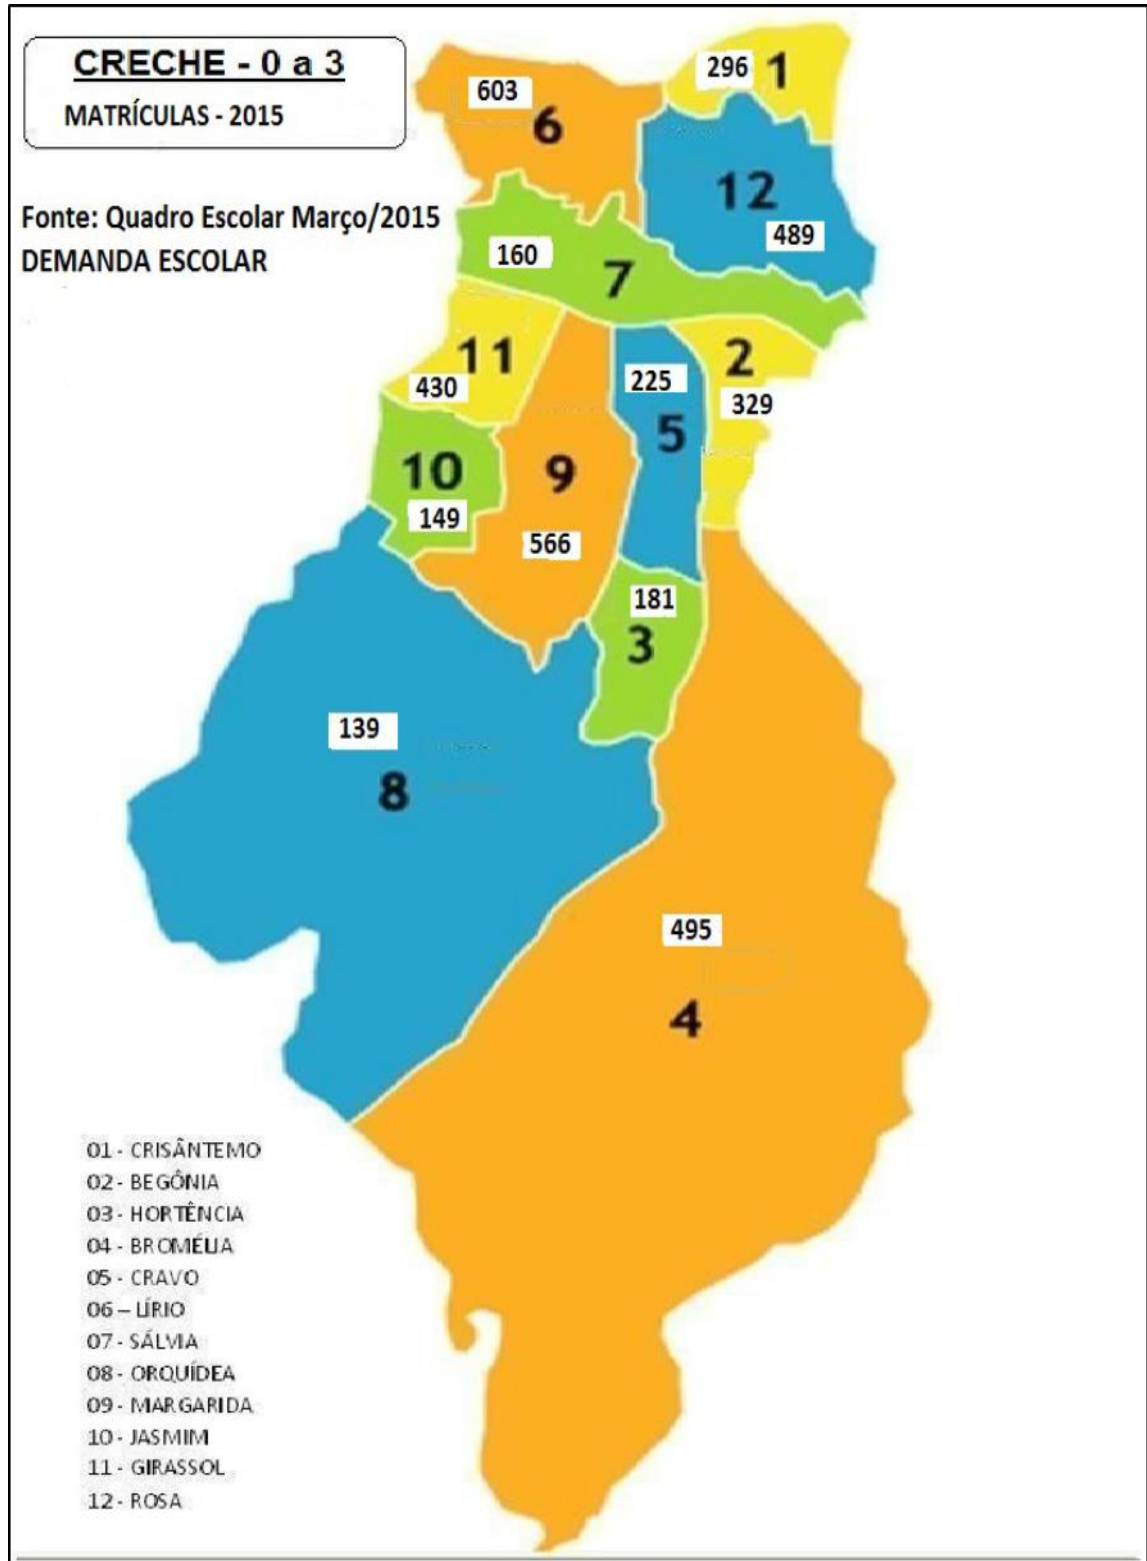 CRECHE - 0 a 3
MATRÍCULAS - 2015
Fonte: Quadro Escolar Março/2015
DEMANDA ESCOLAR
296 1
603
6
12
489
160
7
11
430
2
329
225
5
10
149
9
566
181
3
139
8
495
4
01 - CRISÂNTEMO
02 - BEGÔNIA
03 - HORTÊNCIA
04 - BROMÉLIA
05 - CRAVO
06 – LÍRIO
07 - SÁLVIA
08 - ORQUÍDEA
09 - MARGARIDA
10 - JASMIM
11 - GIRASSOL
12 - ROSA